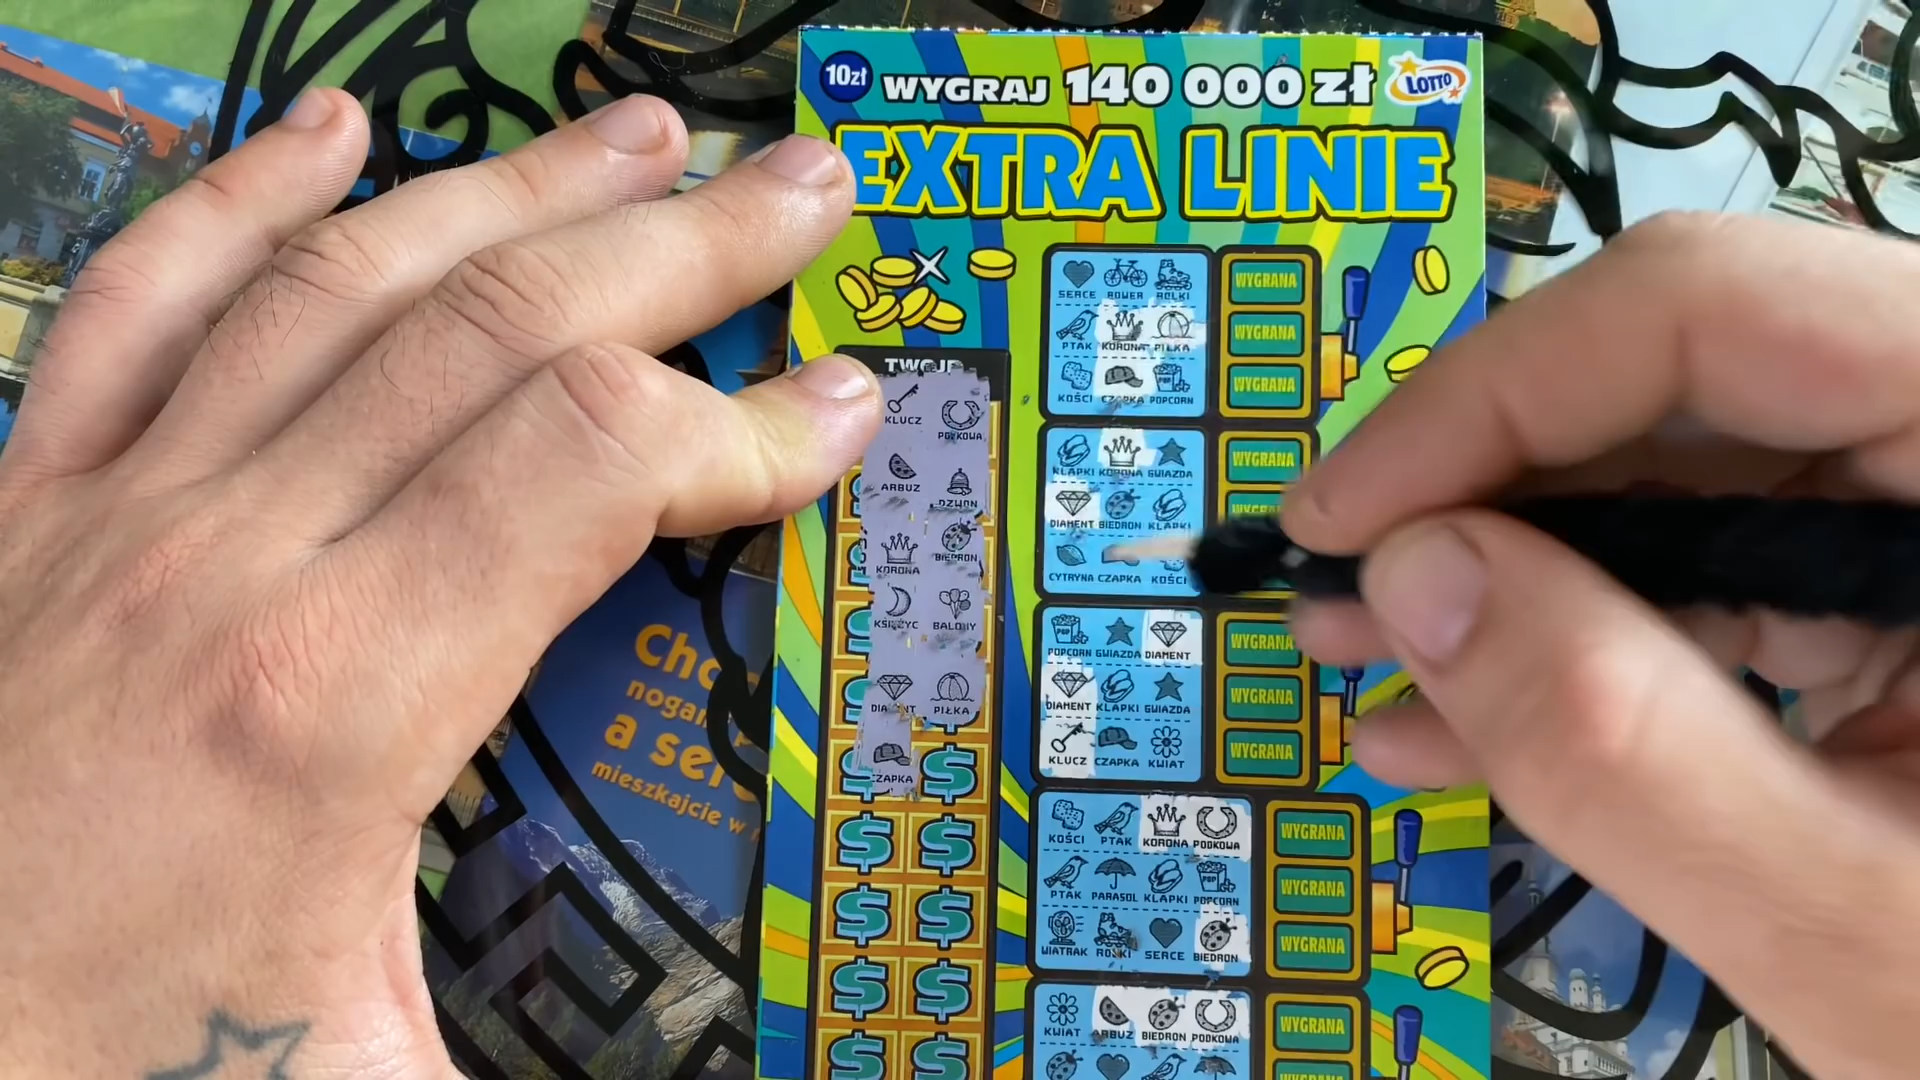 10zł WYGRAJ 140 000 zł LOTTO
EXTRA LINIE
TWOJE
KLUCZ PODKOWA
ARBUZ DZWON
KORONA BIEDRON
KSIĘŻYC BALONY
DIAMENT PIŁKA
CZAPKA
SERCE ROWER ROLKI
PTAK KORONA PIŁKA
KOŚCI CZAPKA POPCORN
WYGRANA
WYGRANA
WYGRANA
KLAPKI KORONA GWIAZDA
DIAMENT BIEDRON KLAPKI
CYTRYNA CZAPKA KOŚCI
WYGRANA
POPCORN GWIAZDA DIAMENT
DIAMENT KLAPKI GWIAZDA
KLUCZ CZAPKA KWIAT
WYGRANA
WYGRANA
WYGRANA
KOŚCI PTAK KORONA PODKOWA
PTAK PARASOL KLAPKI POPCORN
WIATRAK ROLKI SERCE BIEDRON
WYGRANA
WYGRANA
WYGRANA
KWIAT ARBUZ BIEDRON PODKOWA
WYGRANA
a
mieszkajcie w